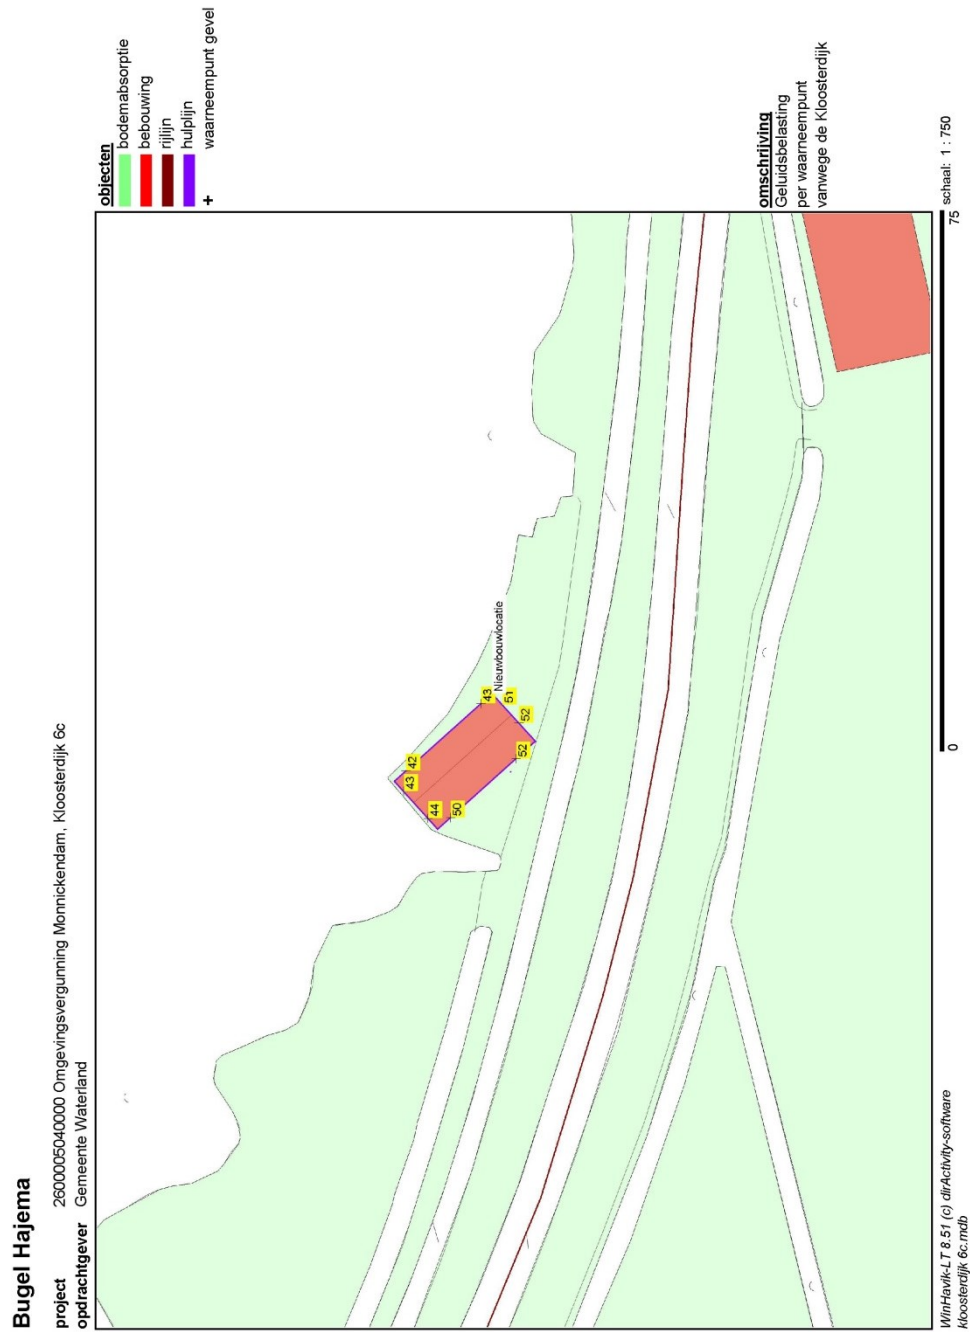 Bugel Hajema
project 260005040000 Omgevingsvergunning Monnickendam, Kloosterdijk 6c
opdrachtgever Gemeente Waterland
objecten
bodemabsorptie
bebouwing
rijlijn
hulplijn
+ waarneempunt gevel
43
42
44
50
43
51
52
52
Nieuwbouwlocatie
omschrijving
Geluidsbelasting
per waarneempunt
vanwege de Kloosterdijk
0
75
schaal: 1 : 750
WinHavik-LT 8.51 (c) dirActivity-software
kloosterdijk 6c.mdb